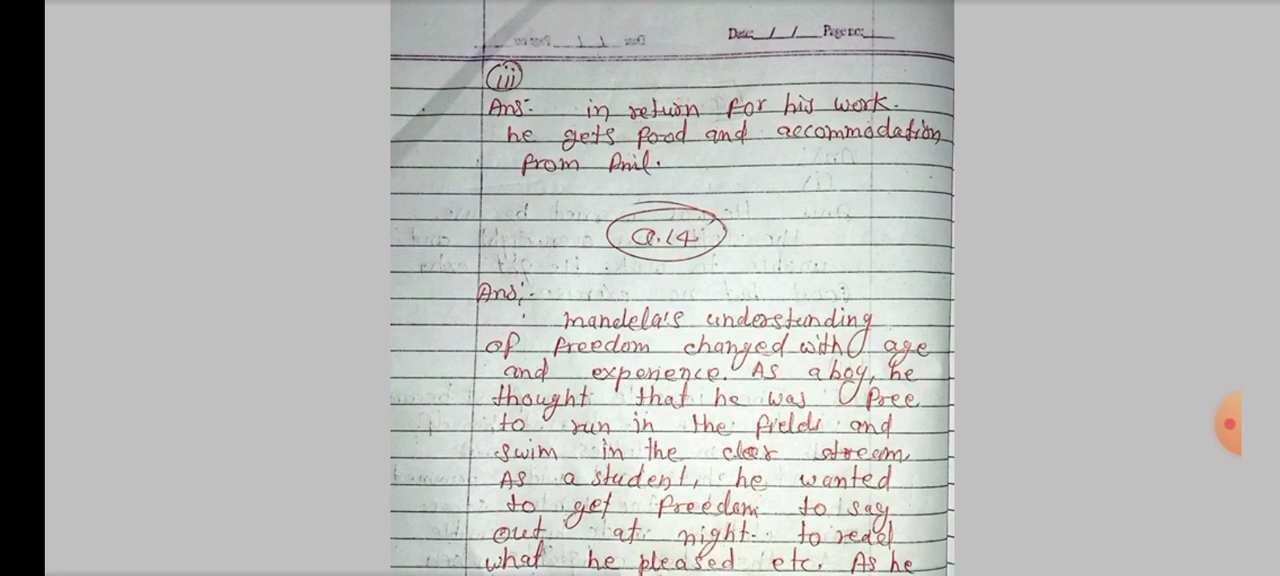 Date: / / Page no:
(iii)
Ans:- in return for his work.
he gets food and accommodation
from Anil.
Q.14
Ans:-
mandela's understanding
of freedom changed with age
and experience. As a boy, he
thought that he was free
to run in the fields and
swim in the clear stream.
As a student, he wanted
to get freedom to say
out at night. to read
what he pleased etc. As he